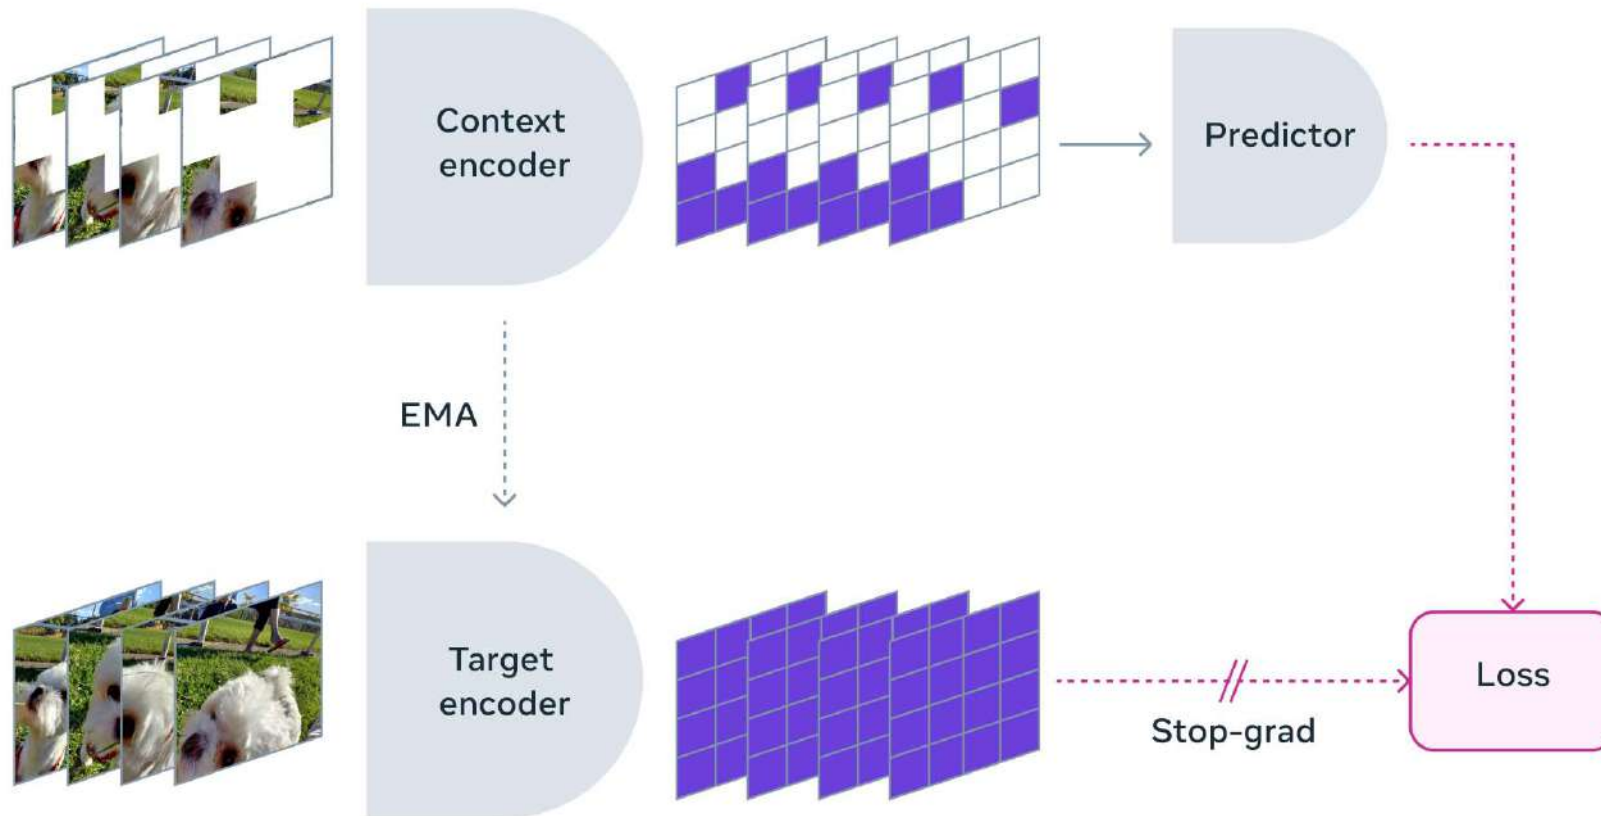 Context
encoder
Predictor
EMA
Target
encoder
Stop-grad
Loss